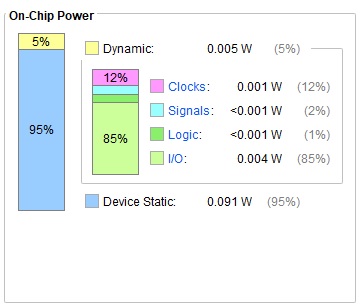 On-Chip Power
5%
95%
Dynamic: 0.005 W (5%)
12%
85%
Clocks: 0.001 W (12%)
Signals: <0.001 W (2%)
Logic: <0.001 W (1%)
I/O: 0.004 W (85%)
Device Static: 0.091 W (95%)